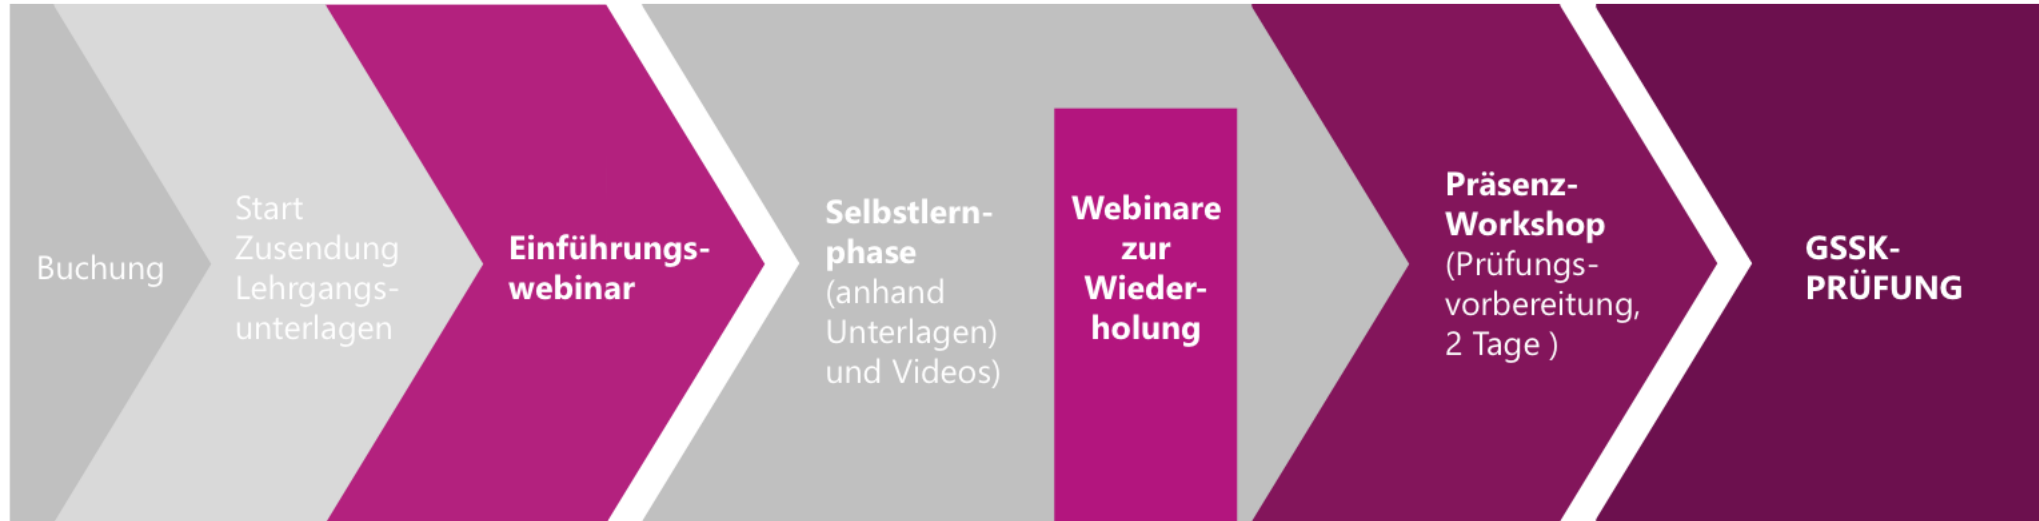 Buchung
Start
Zusendung
Lehrgangs-
unterlagen
Einführungs-
webinar
Selbstlern-
phase
(anhand
Unterlagen)
und Videos)
Webinare
zur
Wieder-
holung
Präsenz-
Workshop
(Prüfungs-
vorbereitung,
2 Tage )
GSSK-
PRÜFUNG